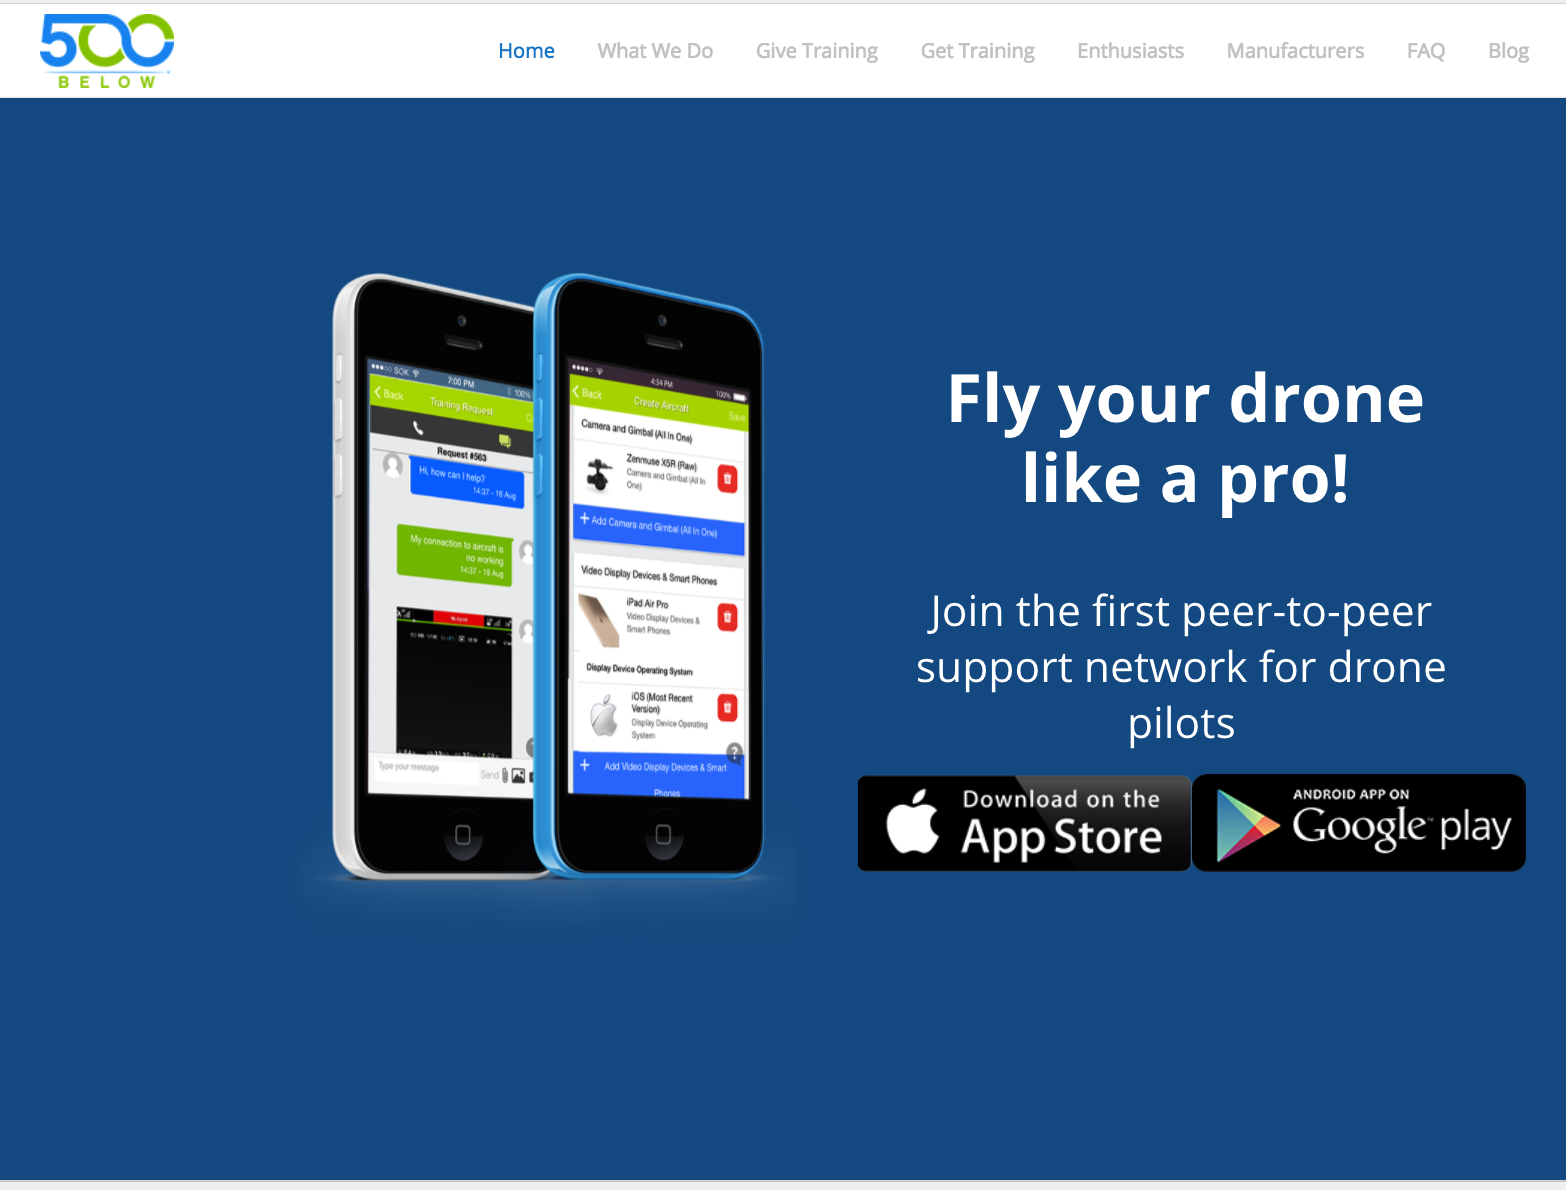 500
BELOW
Home What We Do Give Training Get Training Enthusiasts Manufacturers FAQ Blog
SOK 7:00 PM 100%
Back Training Request
Request #563
Hi, how can I help?
14:37 - 16 Aug
My connection to aircraft is
no working
14:37 - 16 Aug
Type your message Send
4:34 PM 100%
Back Create Aircraft Save
Camera and Gimbal (All In One)
Zenmuse X5R (Raw)
Camera and Gimbal (All In
One)
+ Add Camera and Gimbal (All In One)
Video Display Devices & Smart Phones
iPad Air Pro
Video Display Devices &
Smart Phones
Display Device Operating System
iOS (Most Recent
Version)
Display Device Operating
System
?
+ Add Video Display Devices & Smart
Phones
Fly your drone
like a pro!
Join the first peer-to-peer
support network for drone
pilots
Download on the
App Store
ANDROID APP ON
Google play